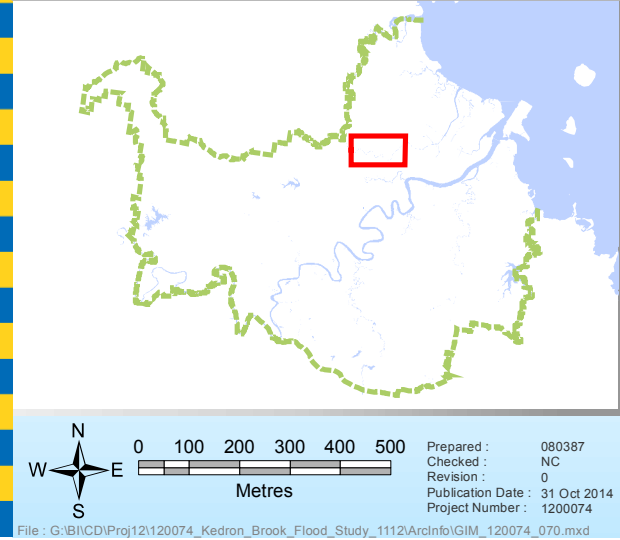 N
W E
S
0 100 200 300 400 500
Metres
Prepared : 080387
Checked : NC
Revision : 0
Publication Date : 31 Oct 2014
Project Number : 1200074
File : G:\BI\CD\Proj12\120074_Kedron_Brook_Flood_Study_1112\ArcInfo\GIM_120074_070.mxd